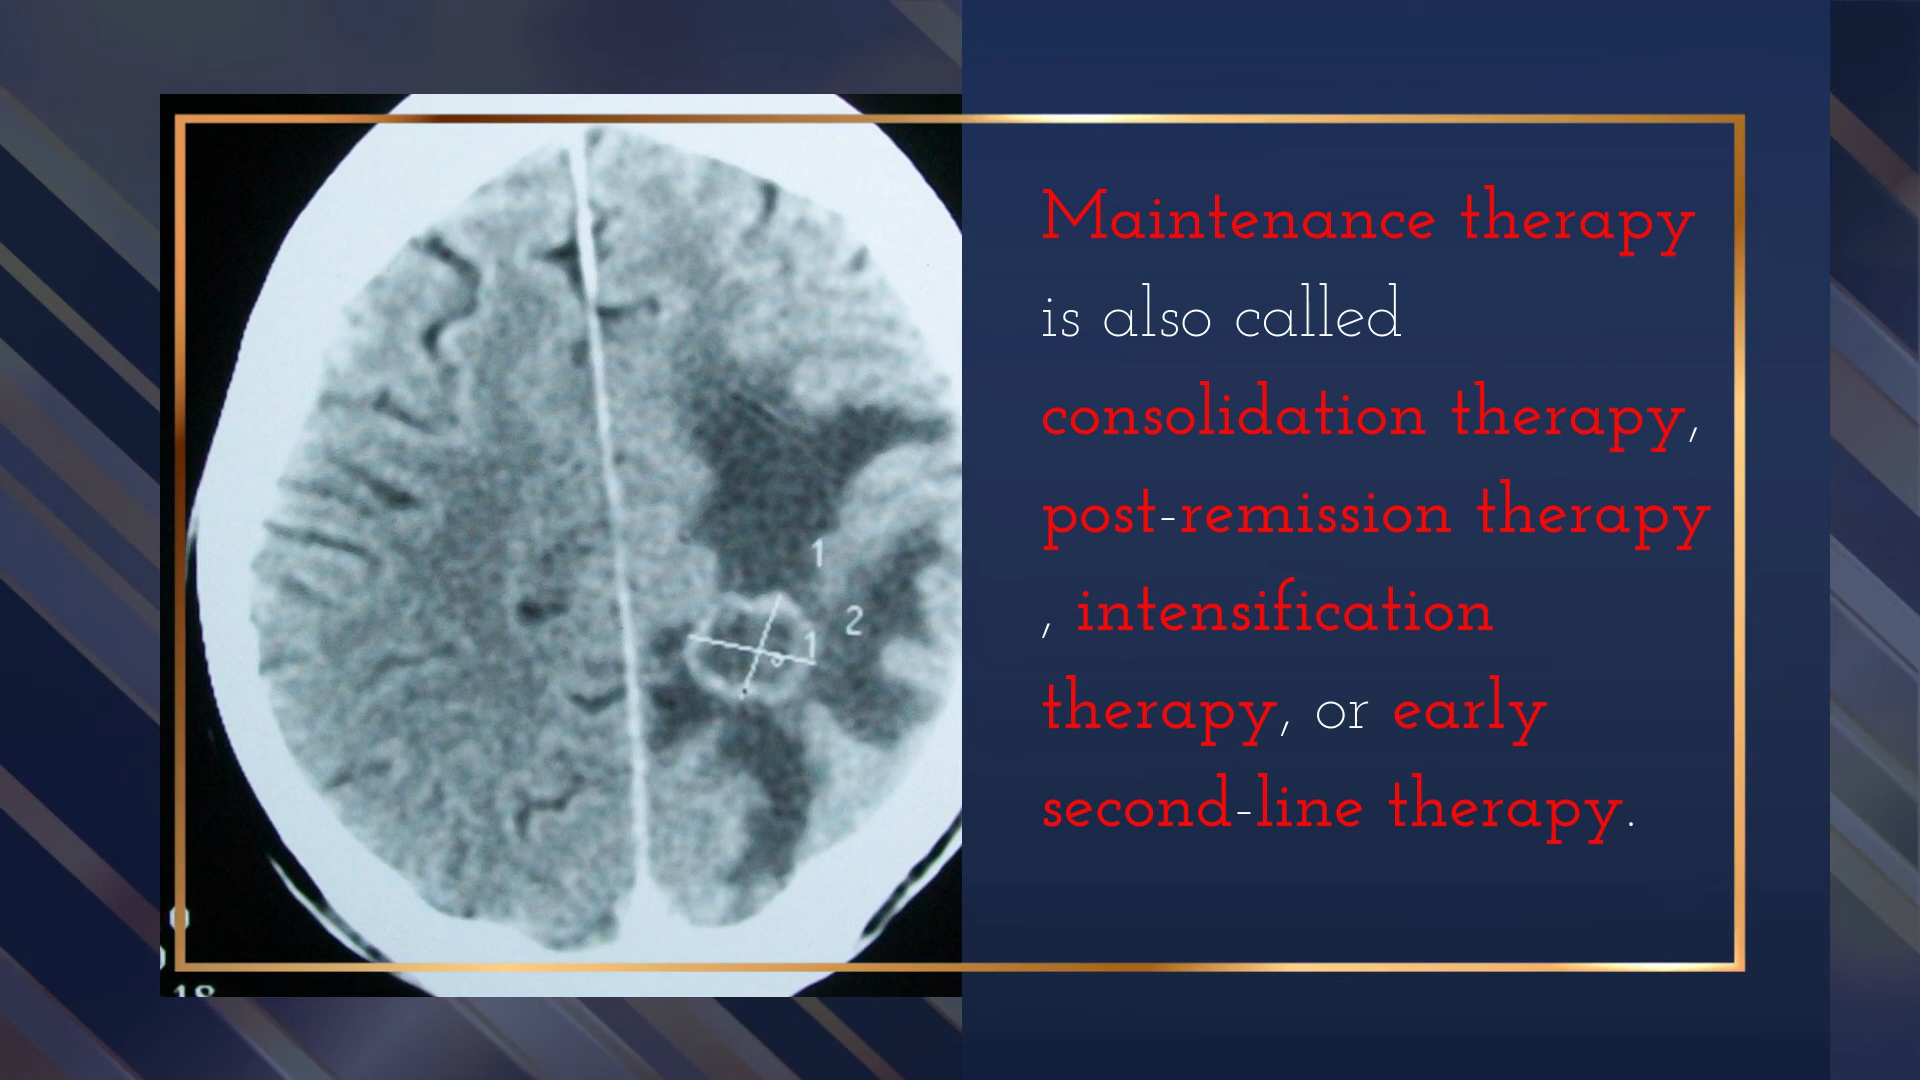 Maintenance therapy
is also called
consolidation therapy,
post-remission therapy
, intensification
therapy, or early
second-line therapy.
1
2
1
18